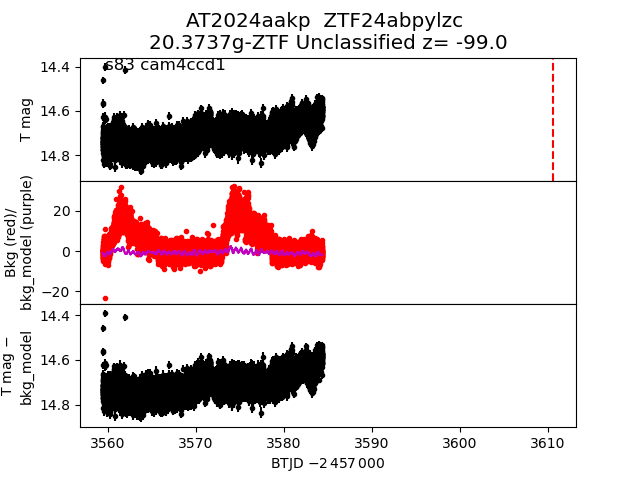 AT2024aakp  ZTF24abpylzc
20.3737g-ZTF Unclassified z= -99.0
s83 cam4ccd1
14.4
14.6
14.8
T mag
20
0
−20
Bkg (red)/
bkg_model (purple)
14.4
14.6
14.8
T mag −
bkg_model
3560 3570 3580 3590 3600 3610
BTJD −2 457 000